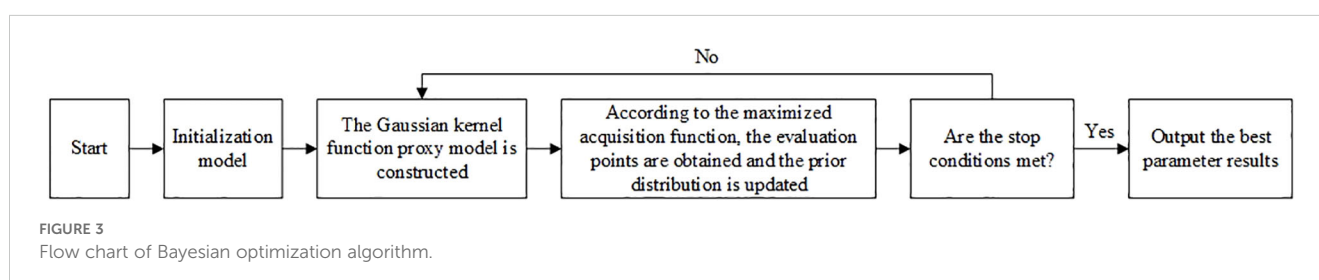 No
Start
Initialization
model
The Gaussian kernel
function proxy model is
constructed
According to the maximized
acquisition function, the evaluation
points are obtained and the prior
distribution is updated
Are the stop
conditions met?
Yes
Output the best
parameter results
FIGURE 3
Flow chart of Bayesian optimization algorithm.